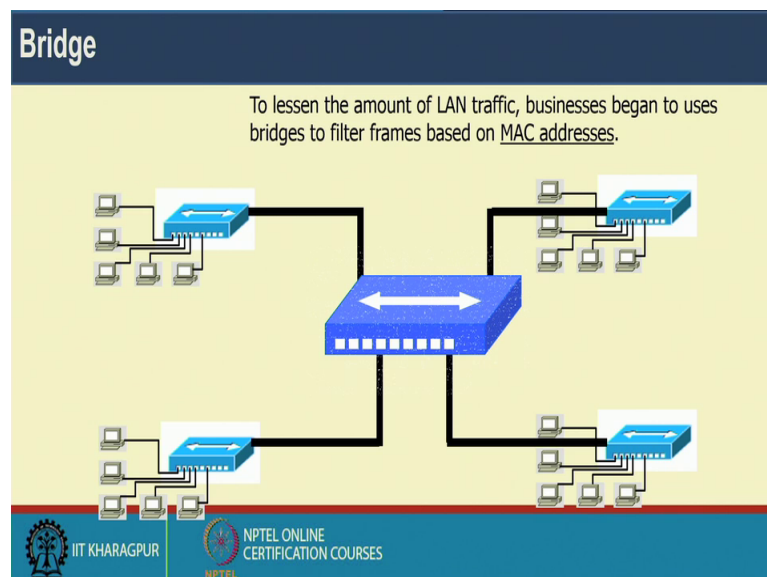 Bridge
To lessen the amount of LAN traffic, businesses began to uses
bridges to filter frames based on MAC addresses.
IIT KHARAGPUR
NPTEL ONLINE
CERTIFICATION COURSES
NPTEL